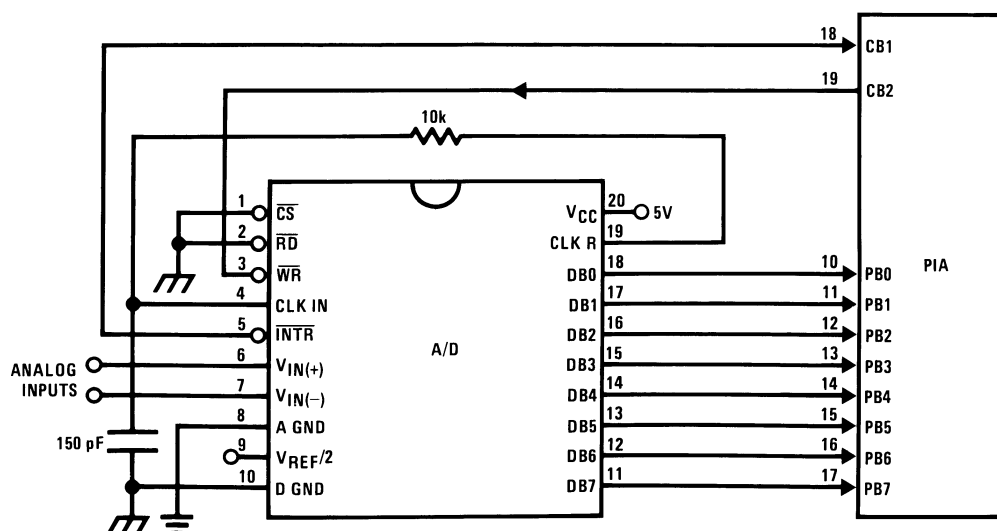 18 CB1
19 CB2
10k
1 CS
2 RD
3 WR
4 CLK IN
5 INTR
6 VIN(+)
7 VIN(–)
8 A GND
9 VREF/2
10 D GND
ANALOG
INPUTS
150 pF
A/D
VCC 20 5V
CLK R 19
DB0 18
DB1 17
DB2 16
DB3 15
DB4 14
DB5 13
DB6 12
DB7 11
10 PB0
11 PB1
12 PB2
13 PB3
14 PB4
15 PB5
16 PB6
17 PB7
PIA